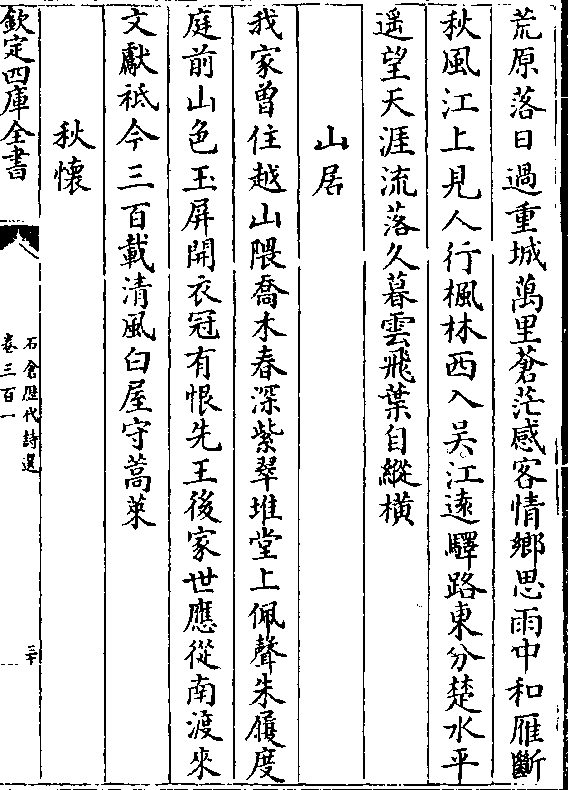 荒原落日過重城萬里蒼茫感客情鄉思雨中和雁斷
秋風江上見人行楓林西入吳江遠驛路東分楚水平
遥望天涯流落久暮雲飛葉自縱橫
山居
我家曽住越山隈喬木春深紫翠堆堂上佩聲朱履度
庭前山色玉屏開衣冠有恨先王後家世應從南渡來
文獻祗今三百載清風白屋守蒿萊
秋懷
欽定四庫全書
石倉歴代詩選
卷三百一
三十